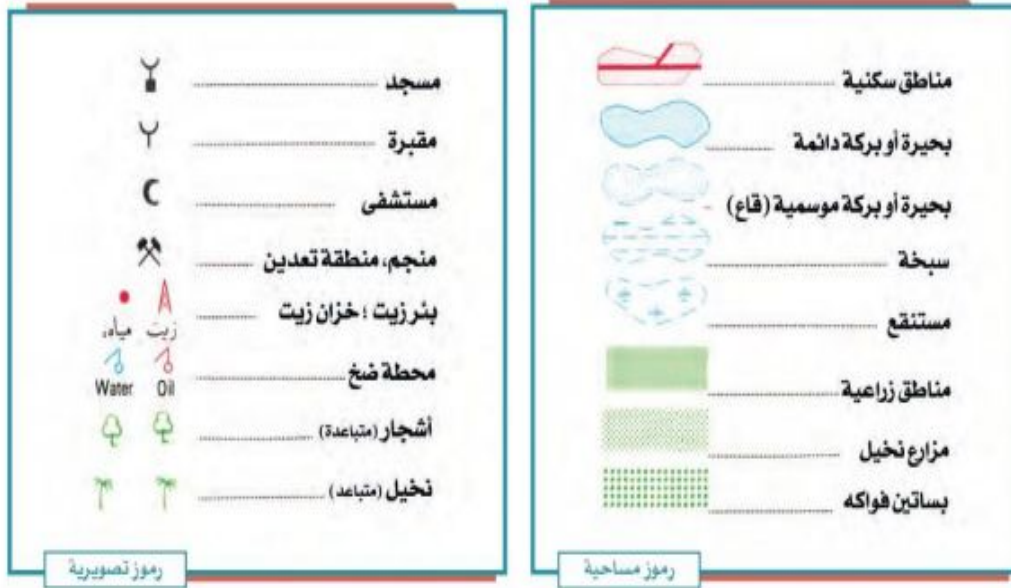 مناطق سكنية
بحيرة أو بركة دائمة
بحيرة أو بركة موسمية (قاع)
سبخة
مستنقع
مناطق زراعية
مزارع نخيل
بساتين فواكه
رموز مساحية
مسجد
مقبرة
مستشفى
منجم، منطقة تعدين
بئر زيت ؛ خزان زيت
زيت مياه
محطة ضخ
Water Oil
أشجار (متباعدة)
نخيل (متباعد)
رموز تصويرية